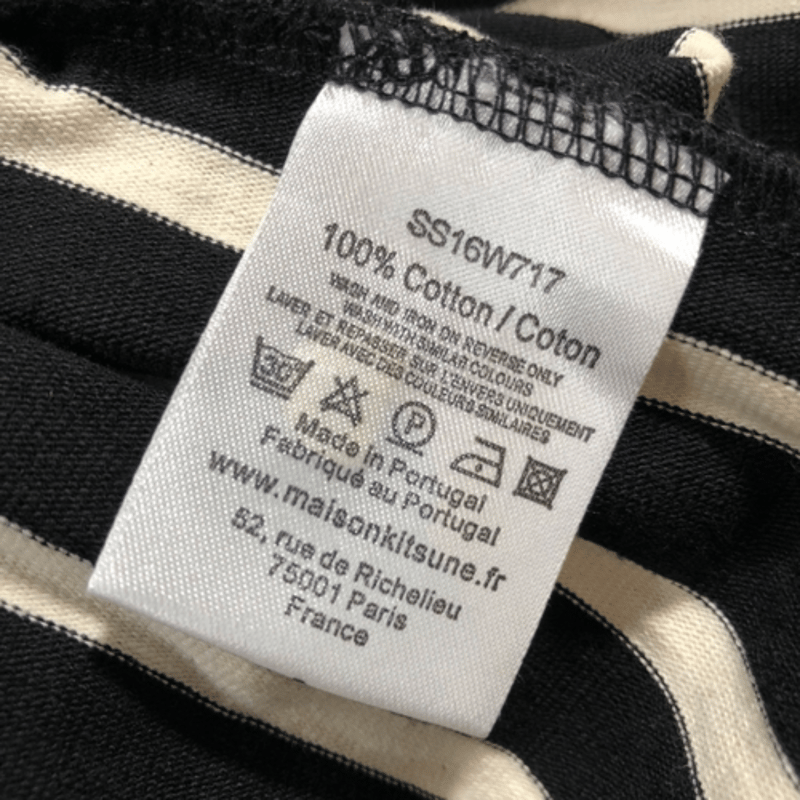 SS16W717
100% Cotton / Coton
WASH AND IRON ON REVERSE ONLY
WASH WITH SIMILAR COLOURS
LAVER ET REPASSER SUR L'ENVERS UNIQUEMENT
LAVER AVEC DES COULEURS SIMILAIRES
30° P
Made in Portugal
Fabriqué au Portugal
www.maisonkitsune.fr
52, rue de Richelieu
75001 Paris
France